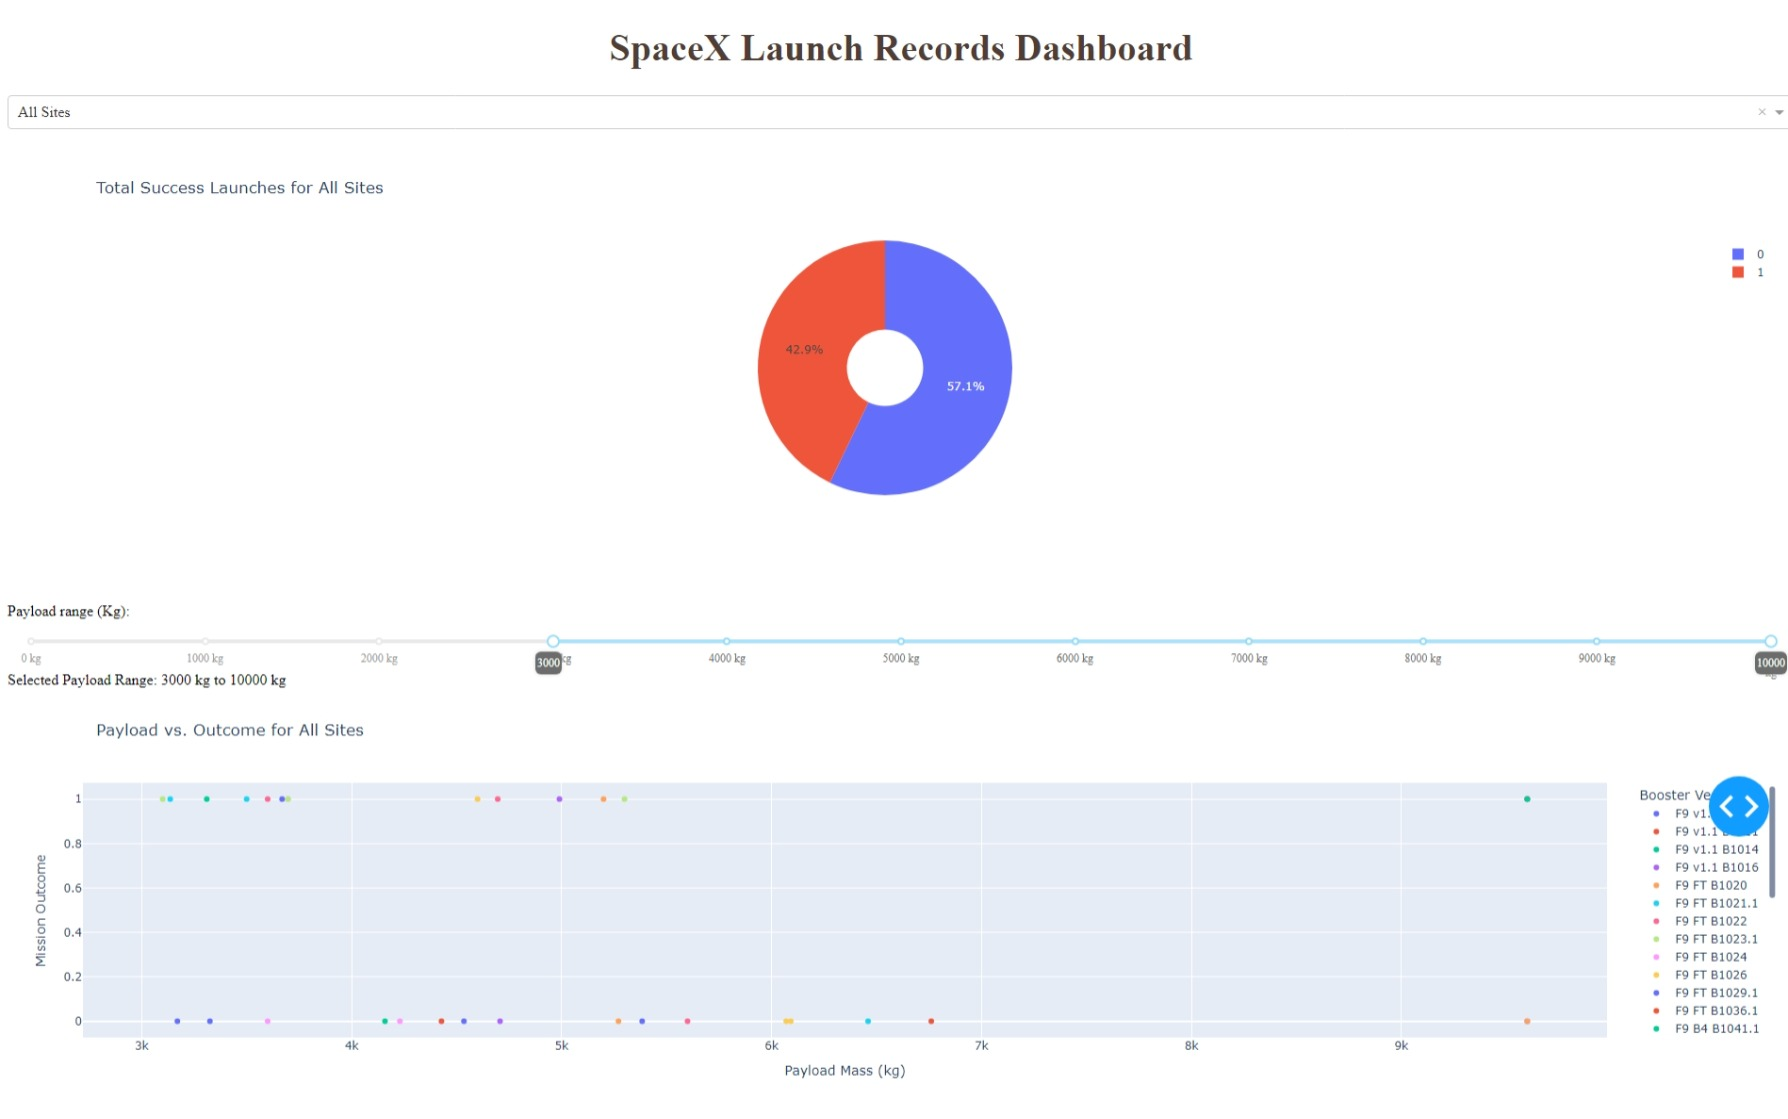 SpaceX Launch Records Dashboard
All Sites
Total Success Launches for All Sites
0
1
42.9%
57.1%
Payload range (Kg):
0 kg 1000 kg 2000 kg 3000 kg 4000 kg 5000 kg 6000 kg 7000 kg 8000 kg 9000 kg 10000
Selected Payload Range: 3000 kg to 10000 kg
Payload vs. Outcome for All Sites
Mission Outcome
1
0.8
0.6
0.4
0.2
0
3k 4k 5k 6k 7k 8k 9k
Payload Mass (kg)
Booster
F9
F9 v1.1
F9 v1.1 B1014
F9 v1.1 B1016
F9 FT B1020
F9 FT B1021.1
F9 FT B1022
F9 FT B1023.1
F9 FT B1024
F9 FT B1026
F9 FT B1029.1
F9 FT B1036.1
F9 B4 B1041.1